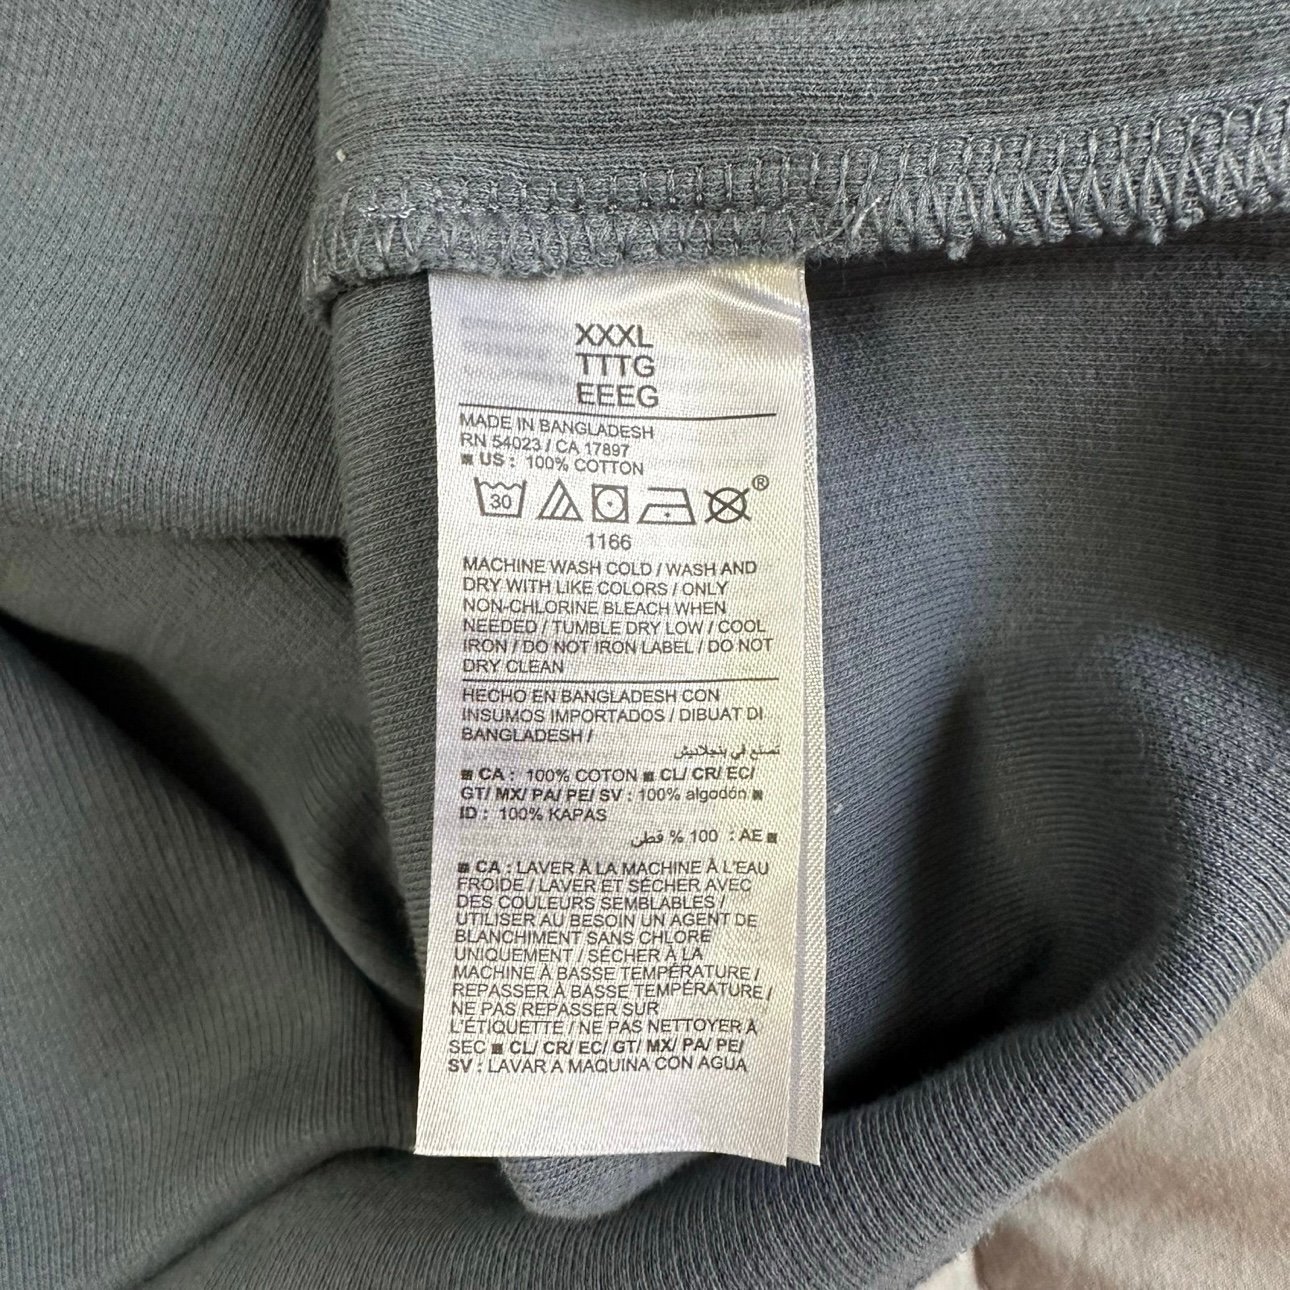 XXXL
TTTG
EEEG
MADE IN BANGLADESH
RN 54023 / CA 17897
■ US : 100% COTTON
30
®
1166
MACHINE WASH COLD / WASH AND
DRY WITH LIKE COLORS / ONLY
NON-CHLORINE BLEACH WHEN
NEEDED / TUMBLE DRY LOW / COOL
IRON / DO NOT IRON LABEL / DO NOT
DRY CLEAN
HECHO EN BANGLADESH CON
INSUMOS IMPORTADOS / DIBUAT DI
BANGLADESH /
تصنع في بنجلاديش
■ CA : 100% COTON ■ CL/ CR/ EC/
GT/ MX/ PA/ PE/ SV : 100% algodón ■
ID : 100% KAPAS
■ AE : 100 % قطن
■ CA : LAVER À LA MACHINE À L'EAU
FROIDE / LAVER ET SÉCHER AVEC
DES COULEURS SEMBLABLES /
UTILISER AU BESOIN UN AGENT DE
BLANCHIMENT SANS CHLORE
UNIQUEMENT / SÉCHER À LA
MACHINE À BASSE TEMPÉRATURE /
REPASSER À BASSE TEMPÉRATURE /
NE PAS REPASSER SUR
L'ÉTIQUETTE / NE PAS NETTOYER À
SEC ■ CL/ CR/ EC/ GT/ MX/ PA/ PE/
SV : LAVAR A MAQUINA CON AGUA